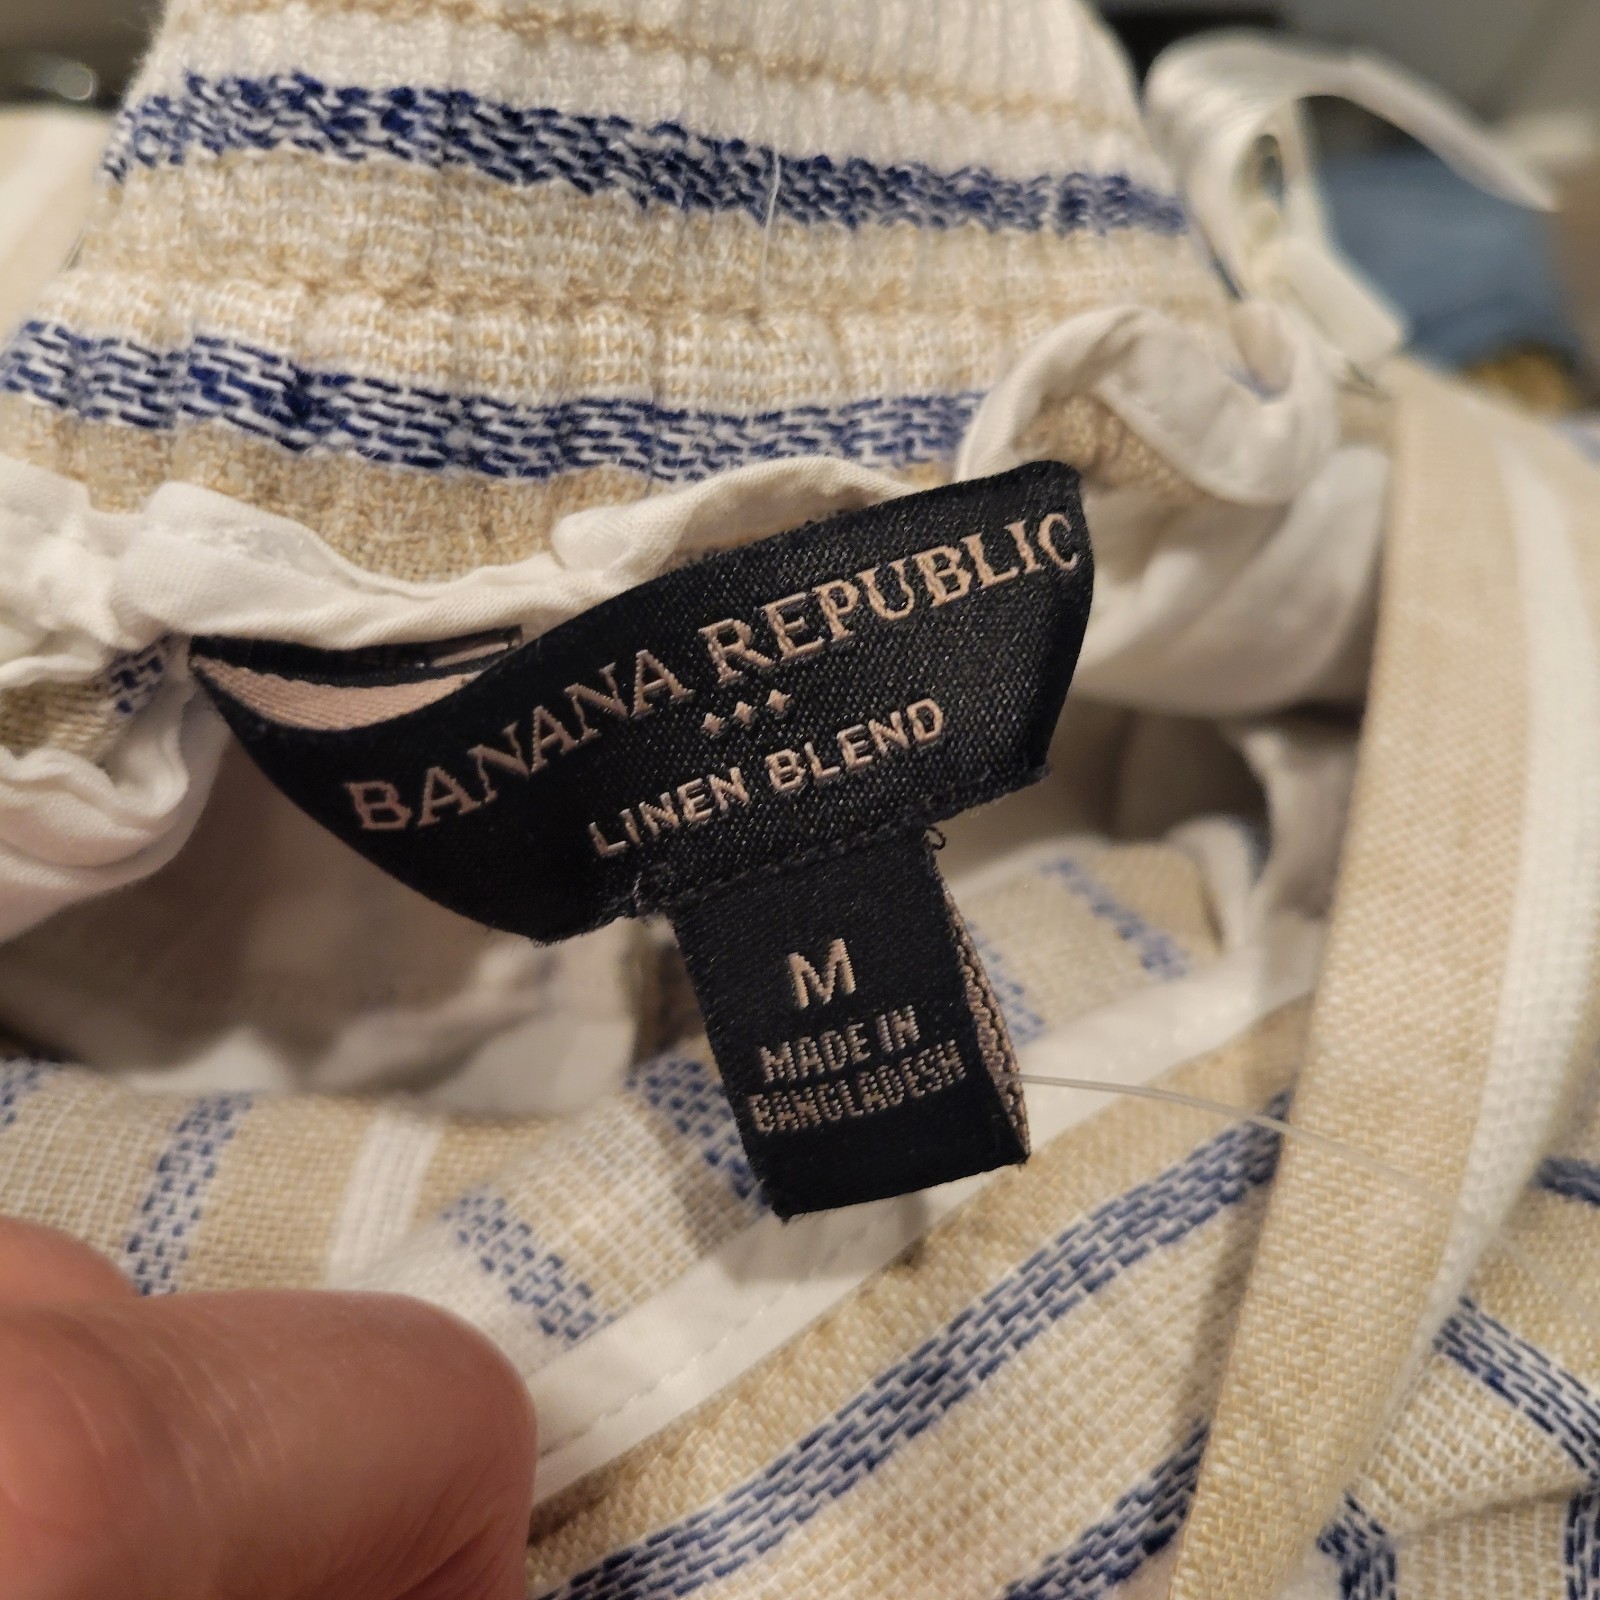 BANANA REPUBLIC
LINEN BLEND
M
MADE IN
BANGLADESH